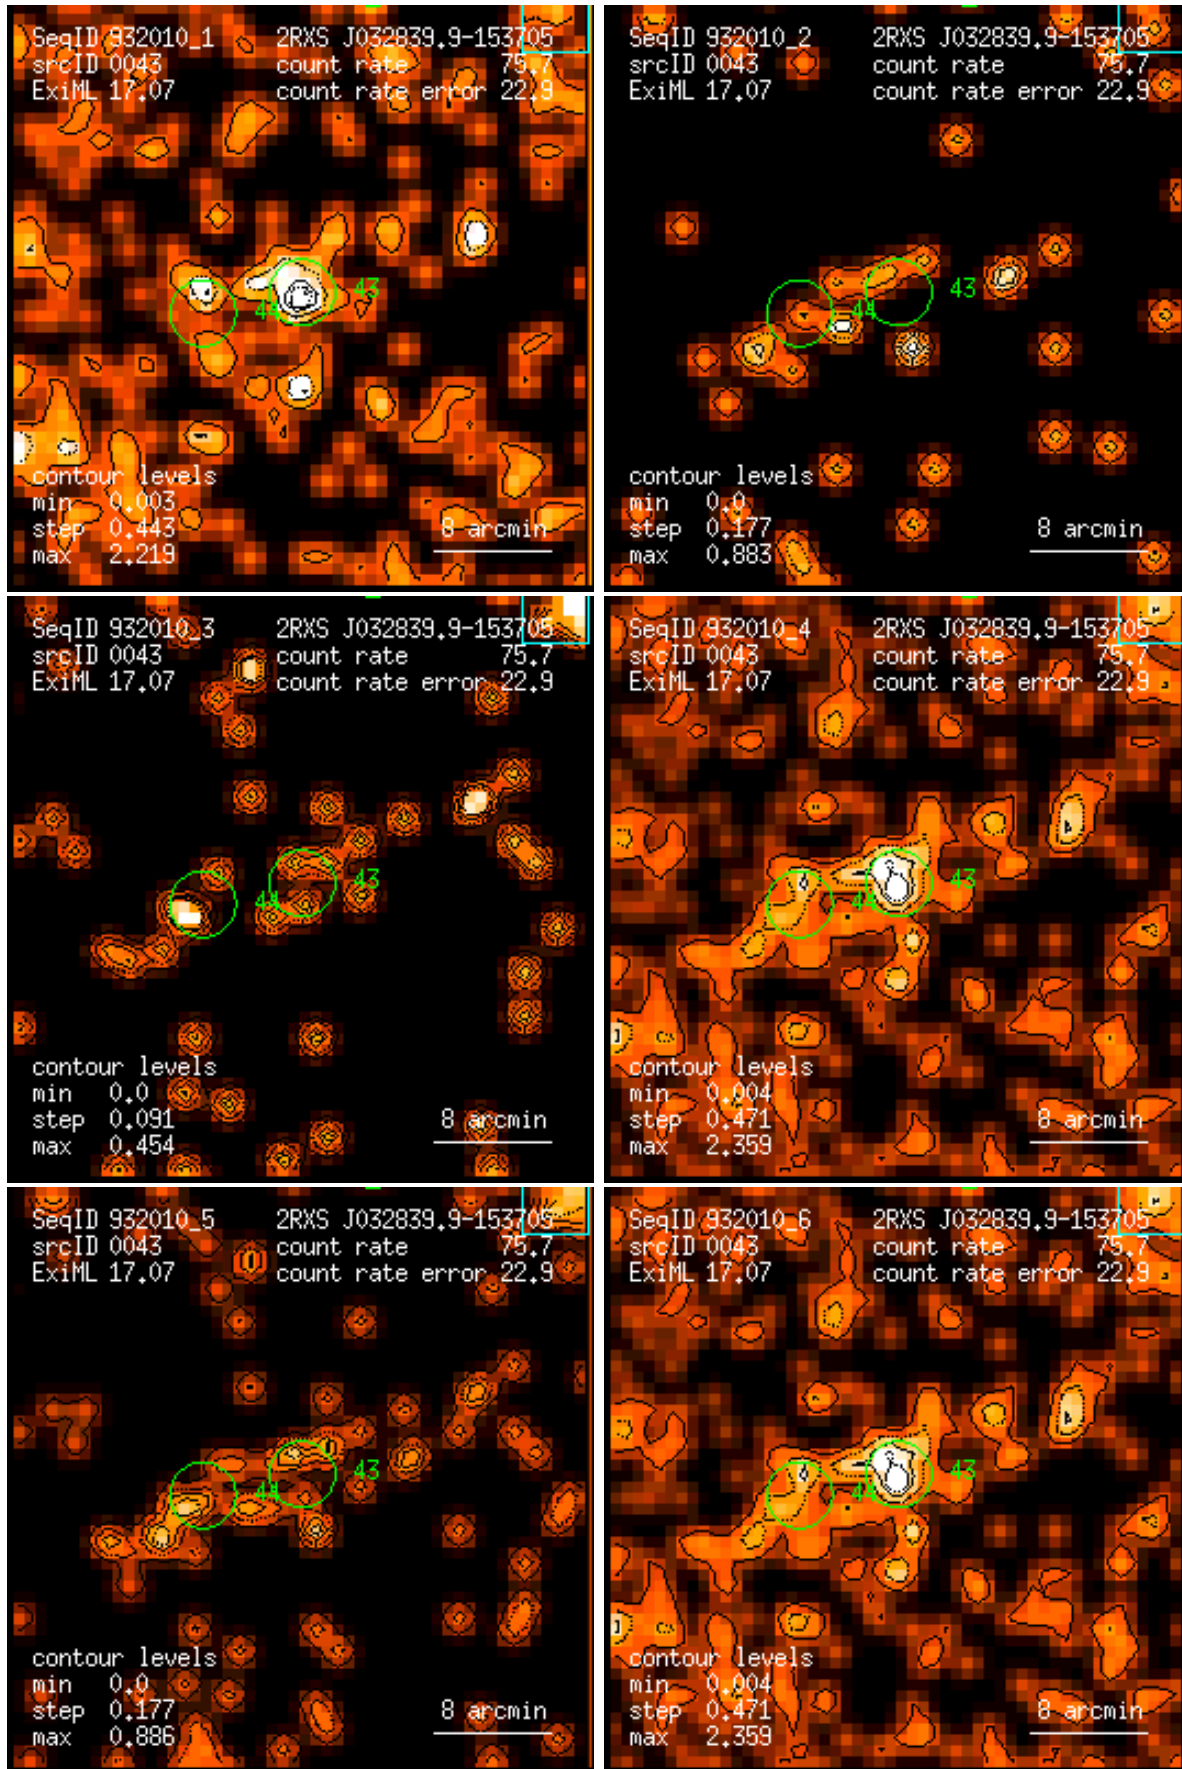 SeqID 932010_1 2RXS J032839.9-153705
srcID 0043 count rate 75.7
ExiML 17.07 count rate error 22.9
43
44
contour levels
min 0.003
step 0.443 8 arcmin
max 2.219
SeqID 932010_2 2RXS J032839.9-153705
srcID 0043 count rate 75.7
ExiML 17.07 count rate error 22.9
43
44
contour levels
min 0.0
step 0.177 8 arcmin
max 0.883
SeqID 932010_3 2RXS J032839.9-153705
srcID 0043 count rate 75.7
ExiML 17.07 count rate error 22.9
43
44
contour levels
min 0.0
step 0.091 8 arcmin
max 0.454
SeqID 932010_4 2RXS J032839.9-153705
srcID 0043 count rate 75.7
ExiML 17.07 count rate error 22.9
43
44
contour levels
min 0.004
step 0.471 8 arcmin
max 2.359
SeqID 932010_5 2RXS J032839.9-153705
srcID 0043 count rate 75.7
ExiML 17.07 count rate error 22.9
43
44
contour levels
min 0.0
step 0.177 8 arcmin
max 0.886
SeqID 932010_6 2RXS J032839.9-153705
srcID 0043 count rate 75.7
ExiML 17.07 count rate error 22.9
43
44
contour levels
min 0.004
step 0.471 8 arcmin
max 2.359